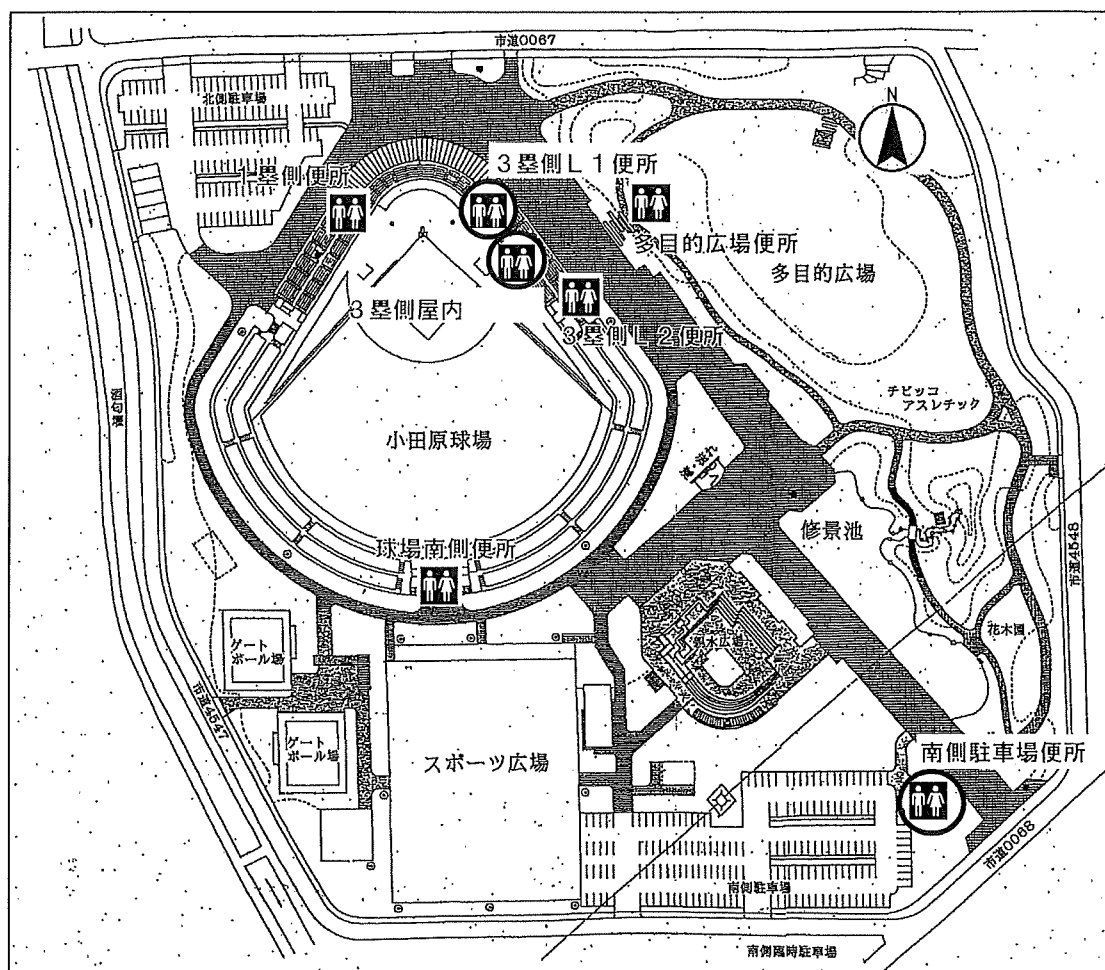 市道0067
北側駐車場
N
3塁側L1便所
1塁側便所
多目的広場便所
多目的広場
3塁側屋内
3塁側L2便所
チビッコ
アスレチック
小田原球場
滝・流れ
修景池
市道4548
球場南側便所
花木園
ゲート
ボール場
市道4547
ゲート
ボール場
スポーツ広場
南側駐車場便所
市道0068
南側駐車場
南側臨時駐車場